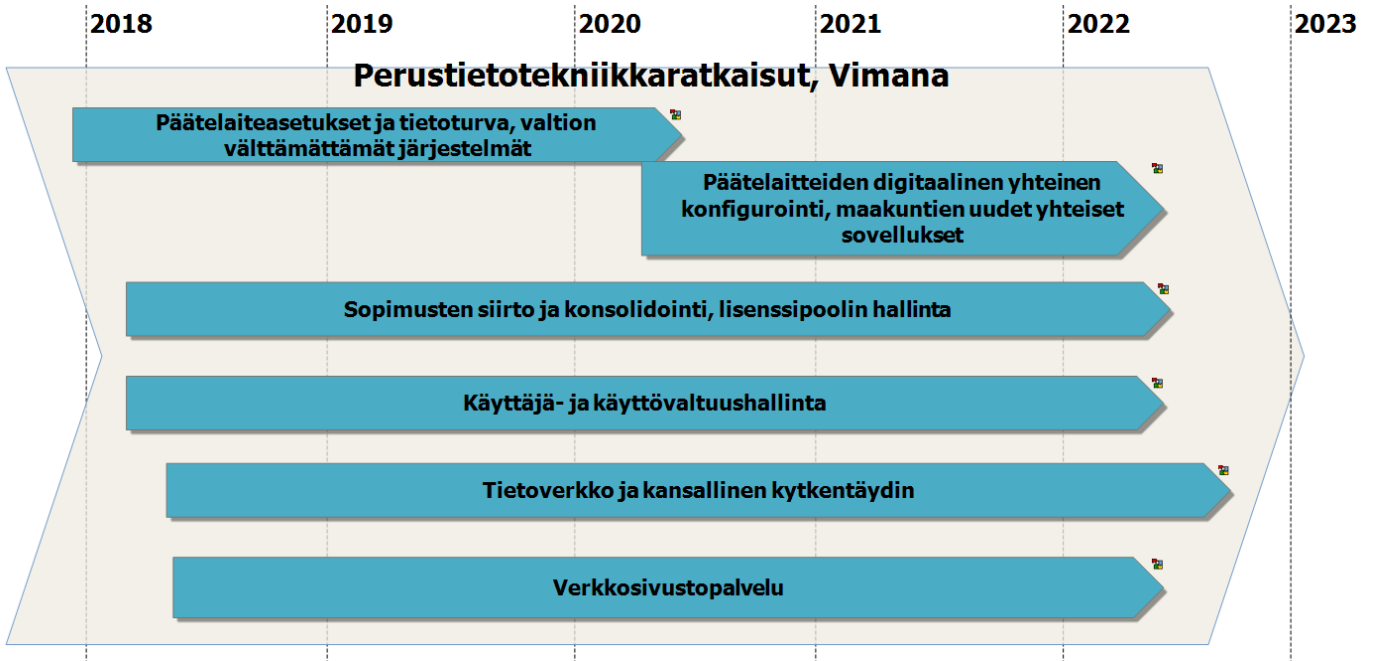 2018 2019 2020 2021 2022 2023
Perustietotekniikkaratkaisut, Vimana
Päätelaiteasetukset ja tietoturva, valtion
välttämättämät järjestelmät
Päätelaitteiden digitaalinen yhteinen
konfigurointi, maakuntien uudet yhteiset
sovellukset
Sopimusten siirto ja konsolidointi, lisenssipoolin hallinta
Käyttäjä- ja käyttövaltuushallinta
Tietoverkko ja kansallinen kytkentäydin
Verkkosivustopalvelu